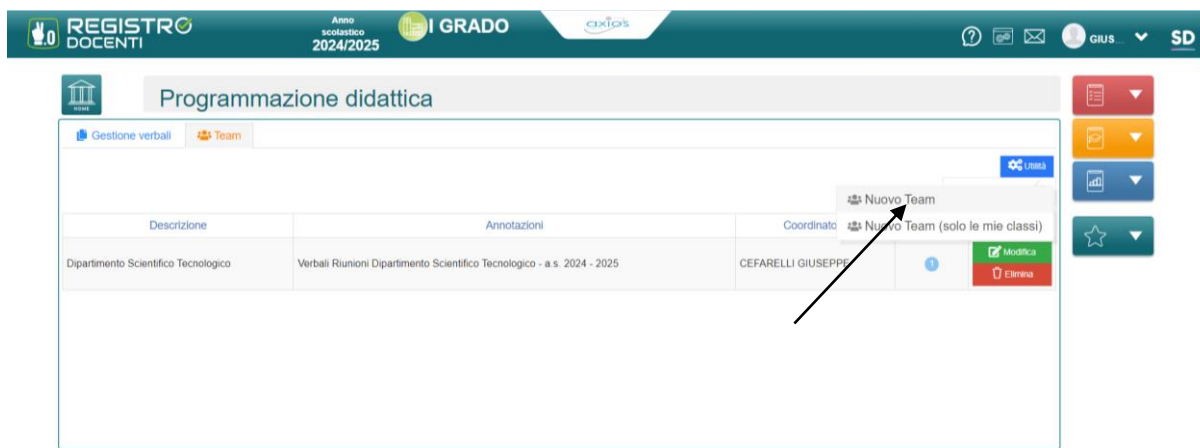 REGISTRO
DOCENTI
Anno
scolastico
2024/2025
I GRADO
axios
GIUS...
SD
HOME
Programmazione didattica
Gestione verbali
Team
Utilità
Nuovo Team
Nuovo Team (solo le mie classi)
Descrizione
Annotazioni
Coordinato
Dipartimento Scientifico Tecnologico
Verbali Riunioni Dipartimento Scientifico Tecnologico - a.s. 2024 - 2025
CEFARELLI GIUSEPPE
1
Modifica
Elimina